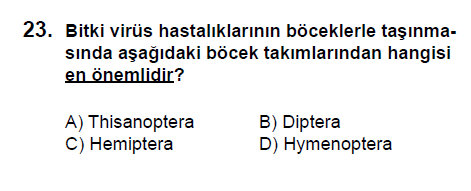 23. Bitki virüs hastalıklarının böceklerle taşınma-
sında aşağıdaki böcek takımlarından hangisi
en önemlidir?
A) Thisanoptera B) Diptera
C) Hemiptera D) Hymenoptera